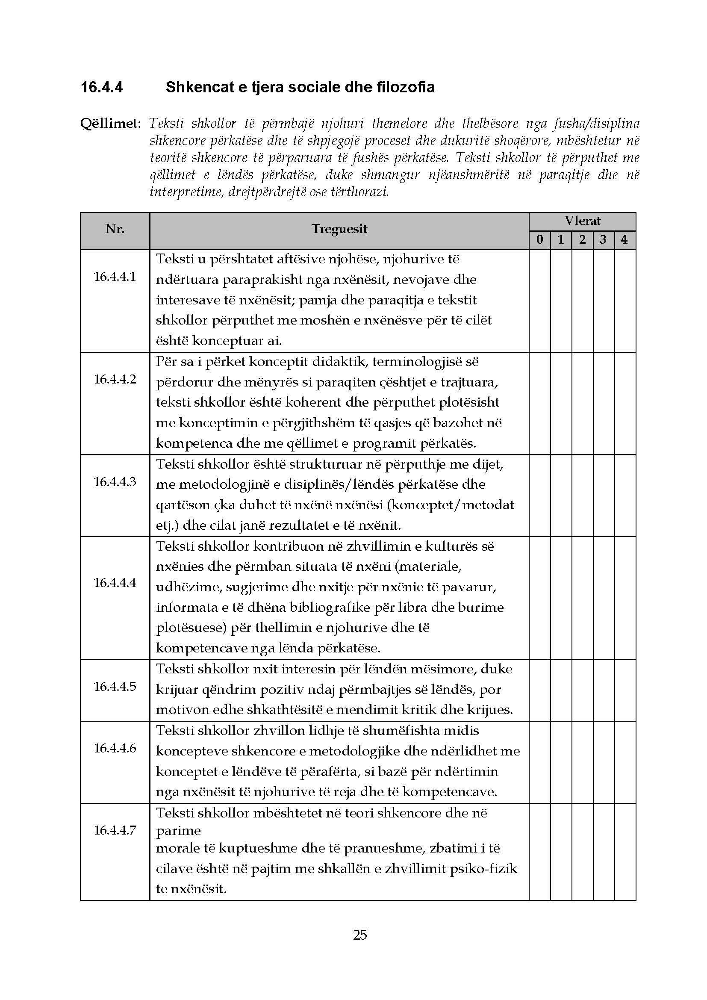 16.4.4 Shkencat e tjera sociale dhe filozofia
Qëllimet: Teksti shkollor të përmbajë njohuri themelore dhe thelbësore nga fusha/disiplina
shkencore përkatëse dhe të shpjegojë proceset dhe dukuritë shoqërore, mbështetur në
teoritë shkencore të përparuara të fushës përkatëse. Teksti shkollor të përputhet me
qëllimet e lëndës përkatëse, duke shmangur njëanshmëritë në paraqitje dhe në
interpretime, drejtpërdrejtë ose tërthorazi.
Nr. Treguesit Vlerat
0 1 2 3 4
Teksti u përshtatet aftësive njohëse, njohurive të
16.4.4.1 ndërtuara paraprakisht nga nxënësit, nevojave dhe
interesave të nxënësit; pamja dhe paraqitja e tekstit
shkollor përputhet me moshën e nxënësve për të cilët
është konceptuar ai.
Për sa i përket konceptit didaktik, terminologjisë së
16.4.4.2 përdorur dhe mënyrës si paraqiten çështjet e trajtuara,
teksti shkollor është koherent dhe përputhet plotësisht
me konceptimin e përgjithshëm të qasjes që bazohet në
kompetenca dhe me qëllimet e programit përkatës.
Teksti shkollor është strukturuar në përputhje me dijet,
16.4.4.3 me metodologjinë e disiplinës/lëndës përkatëse dhe
qartëson çka duhet të nxënë nxënësi (konceptet/metodat
etj.) dhe cilat janë rezultatet e të nxënit.
Teksti shkollor kontribuon në zhvillimin e kulturës së
nxënies dhe përmban situata të nxëni (materiale,
16.4.4.4 udhëzime, sugjerime dhe nxitje për nxënie të pavarur,
informata e të dhëna bibliografike për libra dhe burime
plotësuese) për thellimin e njohurive dhe të
kompetencave nga lënda përkatëse.
Teksti shkollor nxit interesin për lëndën mësimore, duke
16.4.4.5 krijuar qëndrim pozitiv ndaj përmbajtjes së lëndës, por
motivon edhe shkathtësitë e mendimit kritik dhe krijues.
Teksti shkollor zhvillon lidhje të shumëfishta midis
16.4.4.6 koncepteve shkencore e metodologjike dhe ndërlidhet me
konceptet e lëndëve të përafërta, si bazë për ndërtimin
nga nxënësit të njohurive të reja dhe të kompetencave.
Teksti shkollor mbështetet në teori shkencore dhe në
16.4.4.7 parime
morale të kuptueshme dhe të pranueshme, zbatimi i të
cilave është në pajtim me shkallën e zhvillimit psiko-fizik
te nxënësit.
25